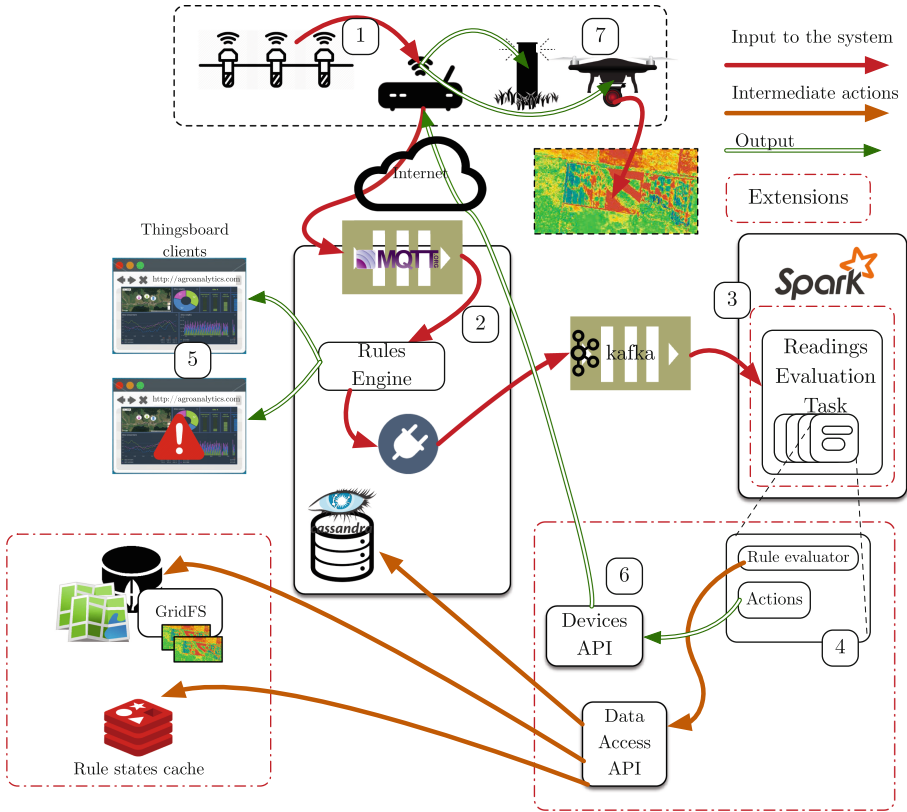 1
7
Input to the system
Intermediate actions
Output
Extensions
Internet
Thingsboard
clients
http://agroanalytics.com
MQTT
.ORG
Spark
3
2
5
Rules
Engine
kafka
Readings
Evaluation
Task
http://agroanalytics.com
cassandra
6
Rule evaluator
Actions
4
Devices
API
GridFS
Data
Access
API
Rule states cache